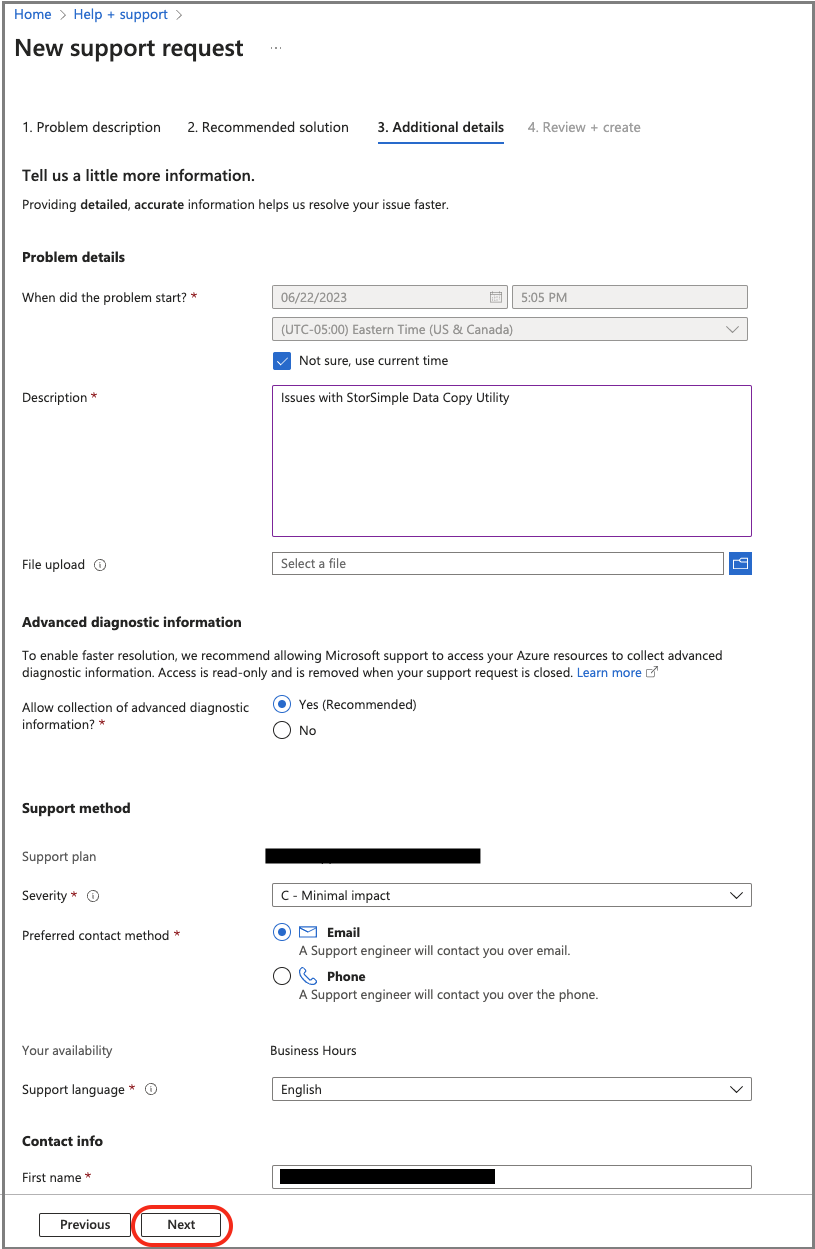 Home > Help + support >
New support request ...
1. Problem description 2. Recommended solution 3. Additional details 4. Review + create
Tell us a little more information.
Providing detailed, accurate information helps us resolve your issue faster.
Problem details
When did the problem start? * 06/22/2023 5:05 PM
(UTC-05:00) Eastern Time (US & Canada)
Not sure, use current time
Description * Issues with StorSimple Data Copy Utility
File upload Select a file
Advanced diagnostic information
To enable faster resolution, we recommend allowing Microsoft support to access your Azure resources to collect advanced
diagnostic information. Access is read-only and is removed when your support request is closed. Learn more
Allow collection of advanced diagnostic
information? *
Yes (Recommended)
No
Support method
Support plan
Severity * C - Minimal impact
Preferred contact method * Email
A Support engineer will contact you over email.
Phone
A Support engineer will contact you over the phone.
Your availability Business Hours
Support language * English
Contact info
First name *
Previous Next